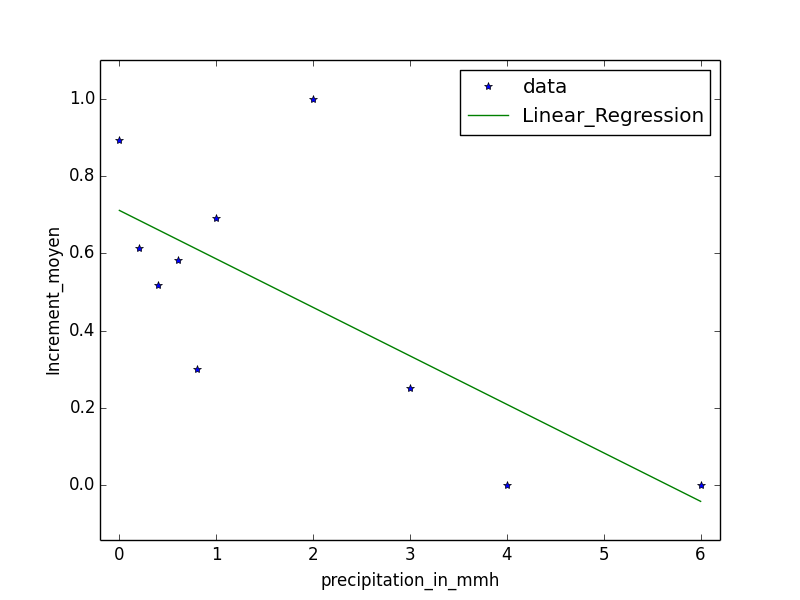 data
Linear_Regression
1.0
0.8
0.6
0.4
0.2
0.0
Increment_moyen
0 1 2 3 4 5 6
precipitation_in_mmh